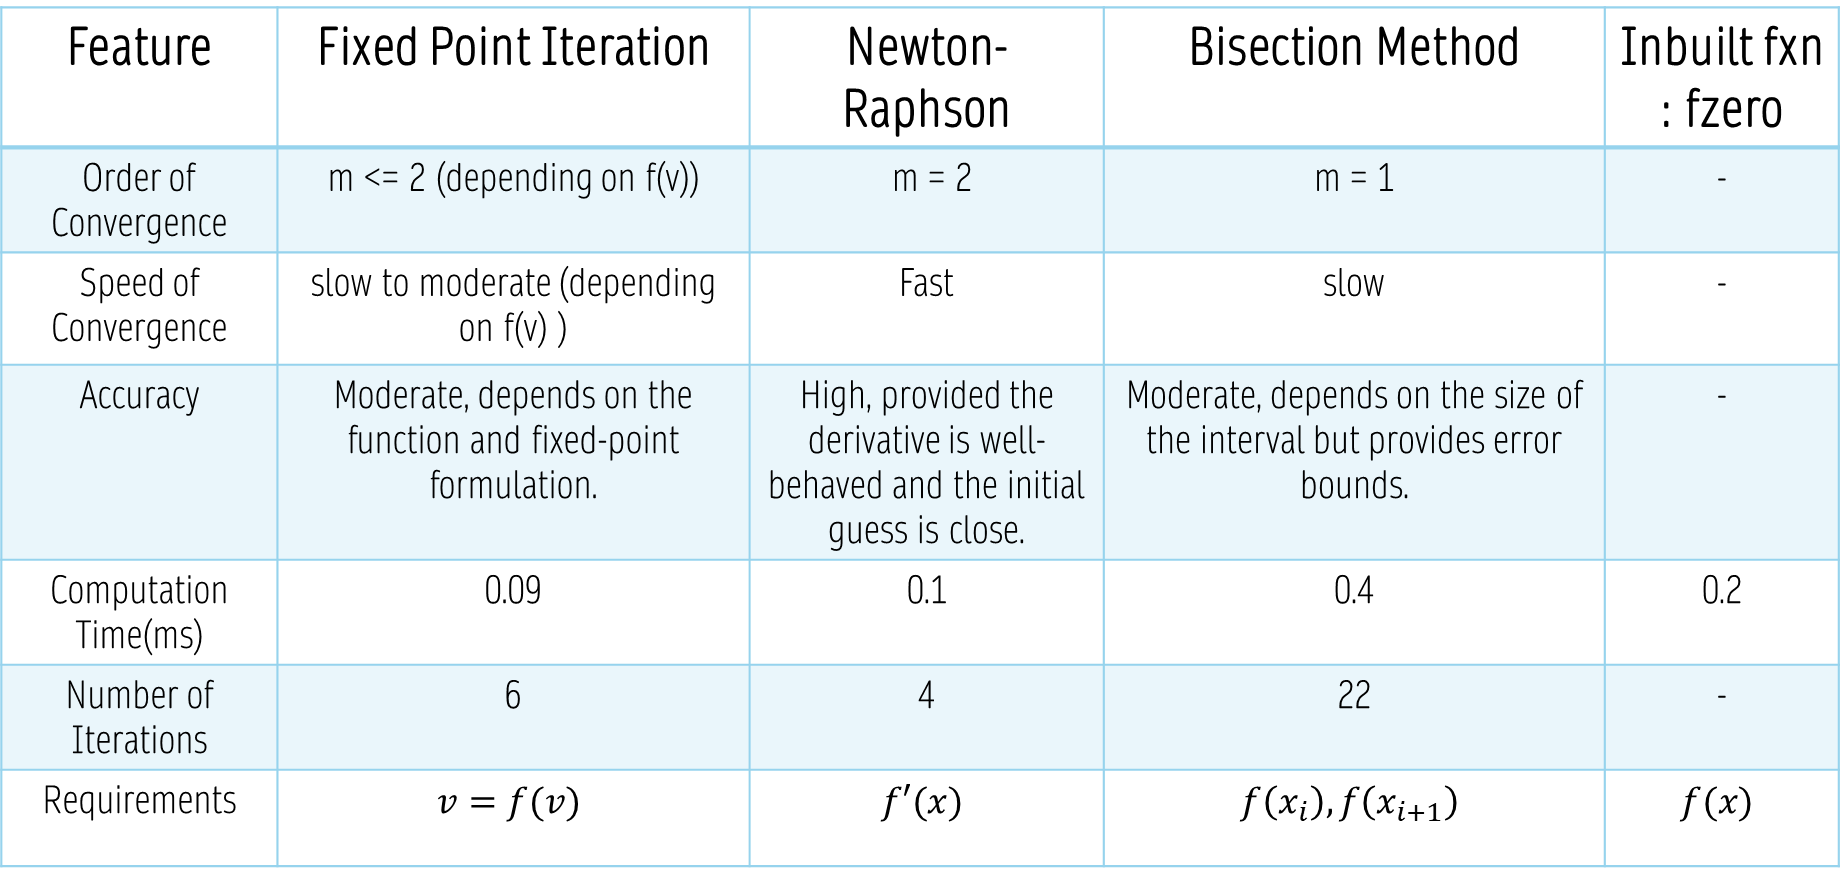 Feature
Fixed Point Iteration
Newton-
Raphson
Bisection Method
Inbuilt fxn
: fzero
Order of
Convergence
m <= 2 (depending on f(v))
m = 2
m = 1
-
Speed of
Convergence
slow to moderate (depending
on f(v) )
Fast
slow
-
Accuracy
Moderate, depends on the
function and fixed-point
formulation.
High, provided the
derivative is well-
behaved and the initial
guess is close.
Moderate, depends on the size of
the interval but provides error
bounds.
-
Computation
Time(ms)
0.09
0.1
0.4
0.2
Number of
Iterations
6
4
22
-
Requirements
𝑣 = 𝑓(𝑣)
𝑓′(𝑥)
𝑓(𝑥ᵢ), 𝑓(𝑥ᵢ₊₁)
𝑓(𝑥)